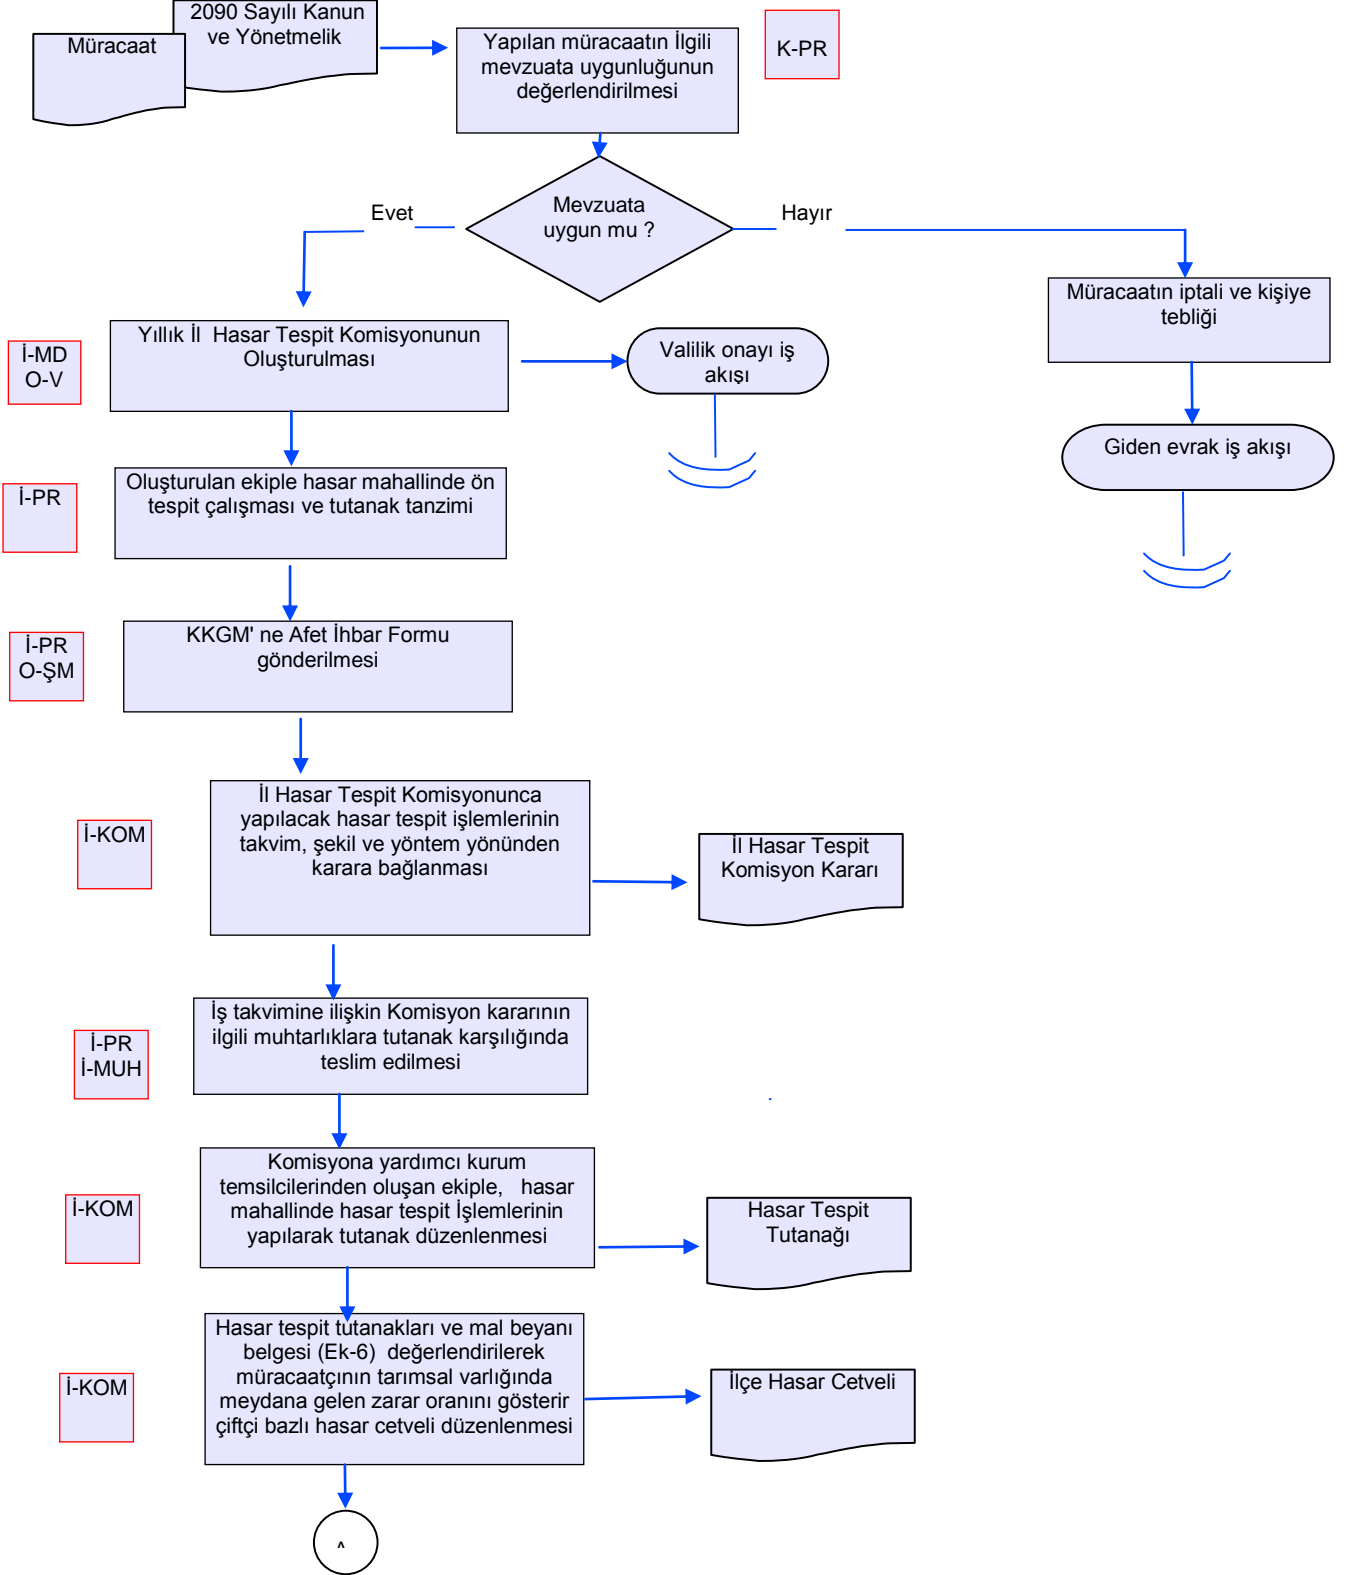 2090 Sayılı Kanun
ve Yönetmelik
Müracaat
Yapılan müracaatın İlgili
mevzuata uygunluğunun
değerlendirilmesi
K-PR
Mevzuata
uygun mu ?
Evet
Hayır
Müracaatın iptali ve kişiye
tebliği
Yıllık İl  Hasar Tespit Komisyonunun
Oluşturulması
İ-MD
O-V
Valilik onayı iş
akışı
Giden evrak iş akışı
Oluşturulan ekiple hasar mahallinde ön
tespit çalışması ve tutanak tanzimi
İ-PR
KKGM' ne Afet İhbar Formu
gönderilmesi
İ-PR
O-ŞM
İl Hasar Tespit Komisyonunca
yapılacak hasar tespit işlemlerinin
takvim, şekil ve yöntem yönünden
karara bağlanması
İ-KOM
İl Hasar Tespit
Komisyon Kararı
İş takvimine ilişkin Komisyon kararının
ilgili muhtarlıklara tutanak karşılığında
teslim edilmesi
İ-PR
İ-MUH
Komisyona yardımcı kurum
temsilcilerinden oluşan ekiple,   hasar
mahallinde hasar tespit İşlemlerinin
yapılarak tutanak düzenlenmesi
İ-KOM
Hasar Tespit
Tutanağı
Hasar tespit tutanakları ve mal beyanı
belgesi (Ek-6)  değerlendirilerek
müracaatçının tarımsal varlığında
meydana gelen zarar oranını gösterir
çiftçi bazlı hasar cetveli düzenlenmesi
İ-KOM
İlçe Hasar Cetveli